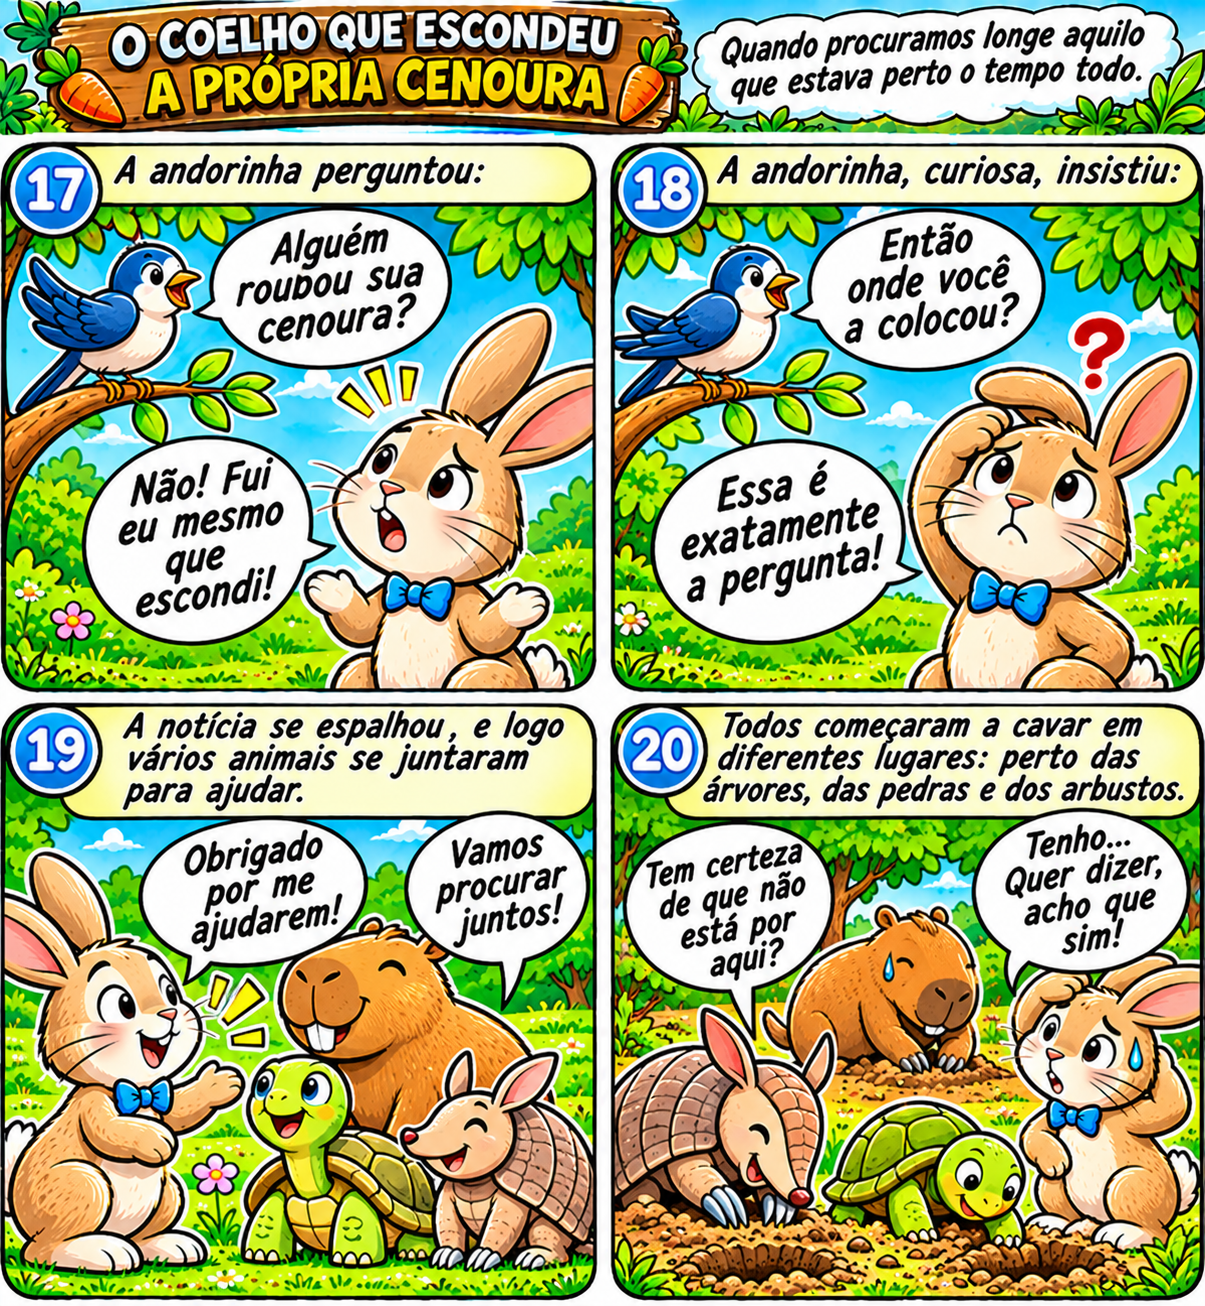 O COELHO QUE ESCONDEU
A PRÓPRIA CENOURA
Quando procuramos longe aquilo
que estava perto o tempo todo.
17
A andorinha perguntou:
Alguém
roubou sua
cenoura?
Não! Fui
eu mesmo
que
escondi!
18
A andorinha, curiosa, insistiu:
Então
onde você
a colocou?
?
Essa é
exatamente
a pergunta!
19
A notícia se espalhou, e logo
vários animais se juntaram
para ajudar.
Obrigado
por me
ajudarem!
Vamos
procurar
juntos!
20
Todos começaram a cavar em
diferentes lugares: perto das
árvores, das pedras e dos arbustos.
Tem certeza
de que não
está por
aqui?
Tenho...
Quer dizer,
acho que
sim!